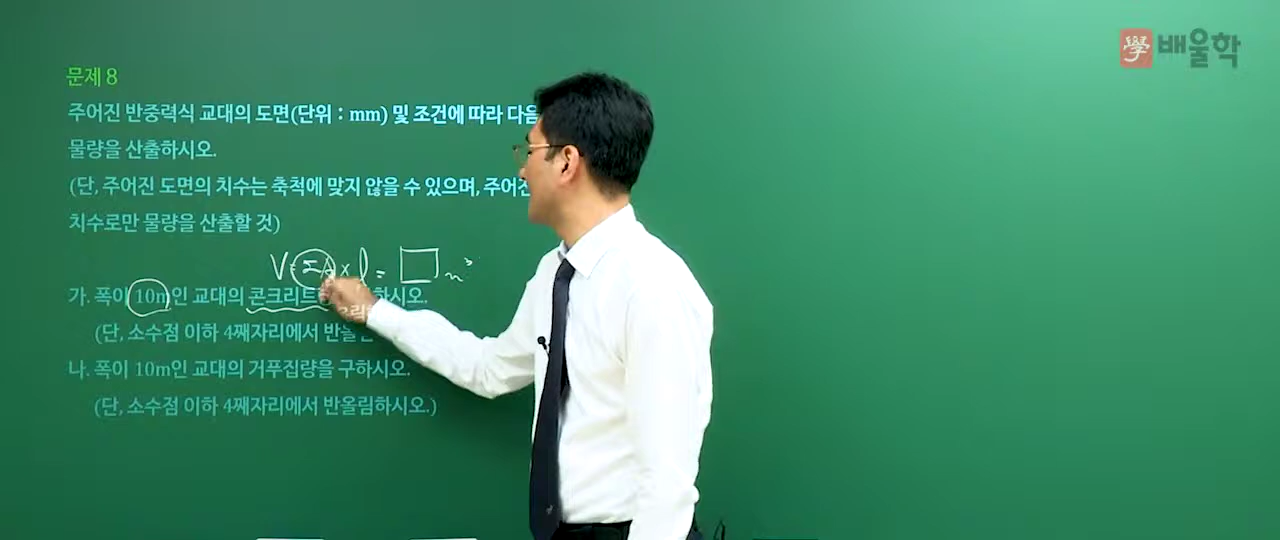 學 배울학
문제 8
주어진 반중력식 교대의 도면(단위 : mm) 및 조건에 따라 다음
물량을 산출하시오.
(단, 주어진 도면의 치수는 축척에 맞지 않을 수 있으며, 주어진
치수로만 물량을 산출할 것)
V = ΣA × l = □ m³
가. 폭이 10m인 교대의 콘크리트 하시오.
(단, 소수점 이하 4째자리에서 반올림
나. 폭이 10m인 교대의 거푸집량을 구하시오.
(단, 소수점 이하 4째자리에서 반올림하시오.)